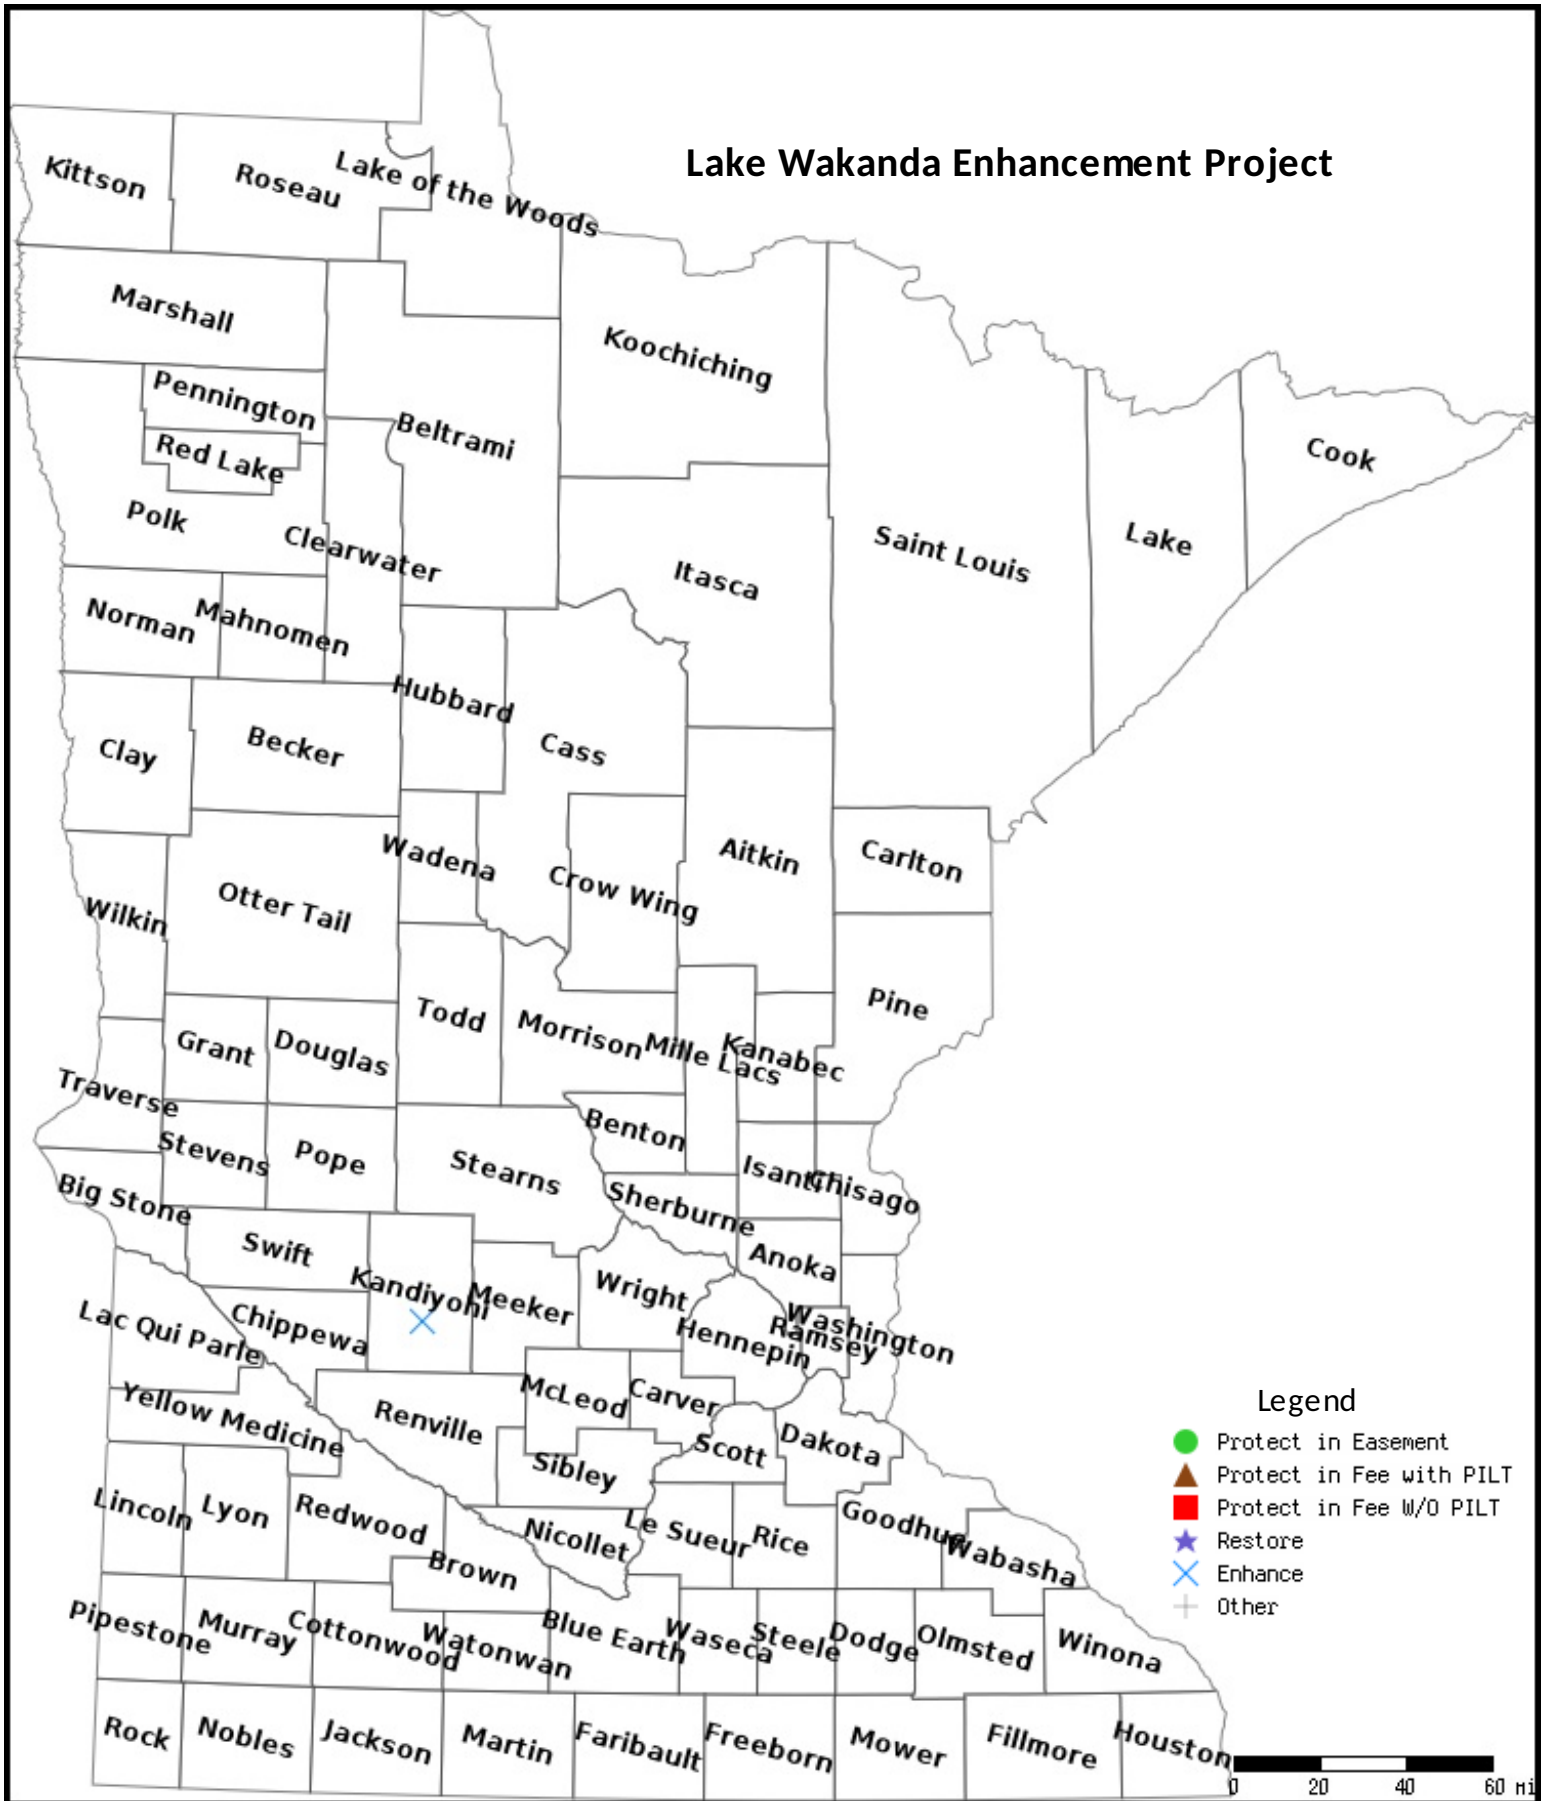 Lake Wakanda Enhancement Project
Kittson
Roseau
Lake of the Woods
Marshall
Koochiching
Pennington
Beltrami
Red Lake
Cook
Polk
Clearwater
Saint Louis
Lake
Itasca
Norman
Mahnomen
Hubbard
Clay
Becker
Cass
Wadena
Aitkin
Carlton
Crow Wing
Otter Tail
Wilkin
Pine
Todd
Morrison
Mille Lacs
Kanabec
Grant
Douglas
Traverse
Benton
Stevens
Pope
Stearns
Isanti
Chisago
Big Stone
Sherburne
Swift
Anoka
Kandiyohi
Meeker
Wright
Washington
Ramsey
Hennepin
Lac Qui Parle
Chippewa
McLeod
Carver
Yellow Medicine
Renville
Scott
Dakota
Sibley
Lincoln
Lyon
Redwood
Nicollet
Le Sueur
Rice
Goodhue
Wabasha
Brown
Pipestone
Murray
Cottonwood
Watonwan
Blue Earth
Waseca
Steele
Dodge
Olmsted
Winona
Rock
Nobles
Jackson
Martin
Faribault
Freeborn
Mower
Fillmore
Houston
Legend
Protect in Easement
Protect in Fee with PILT
Protect in Fee W/O PILT
Restore
Enhance
Other
0 20 40 60 mi